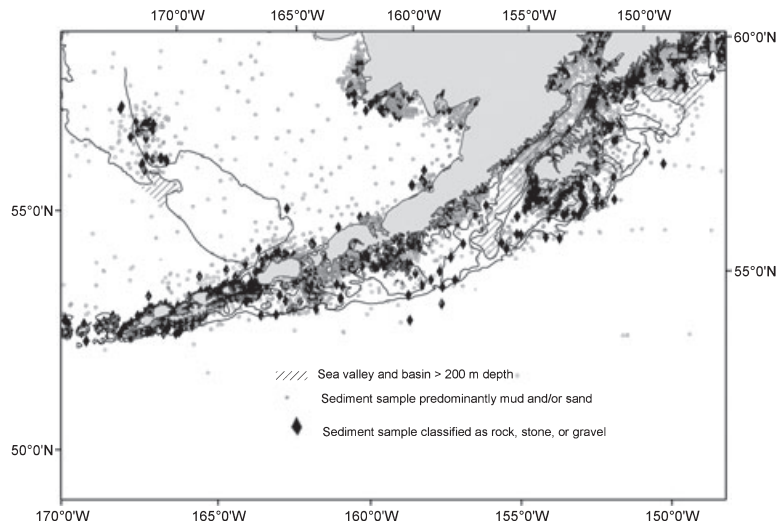 170°0'W 165°0'W 160°0'W 155°0'W 150°0'W
60°0'N
55°0'N
55°0'N
Sea valley and basin > 200 m depth
Sediment sample predominantly mud and/or sand
Sediment sample classified as rock, stone, or gravel
50°0'N
170°0'W 165°0'W 160°0'W 155°0'W 150°0'W